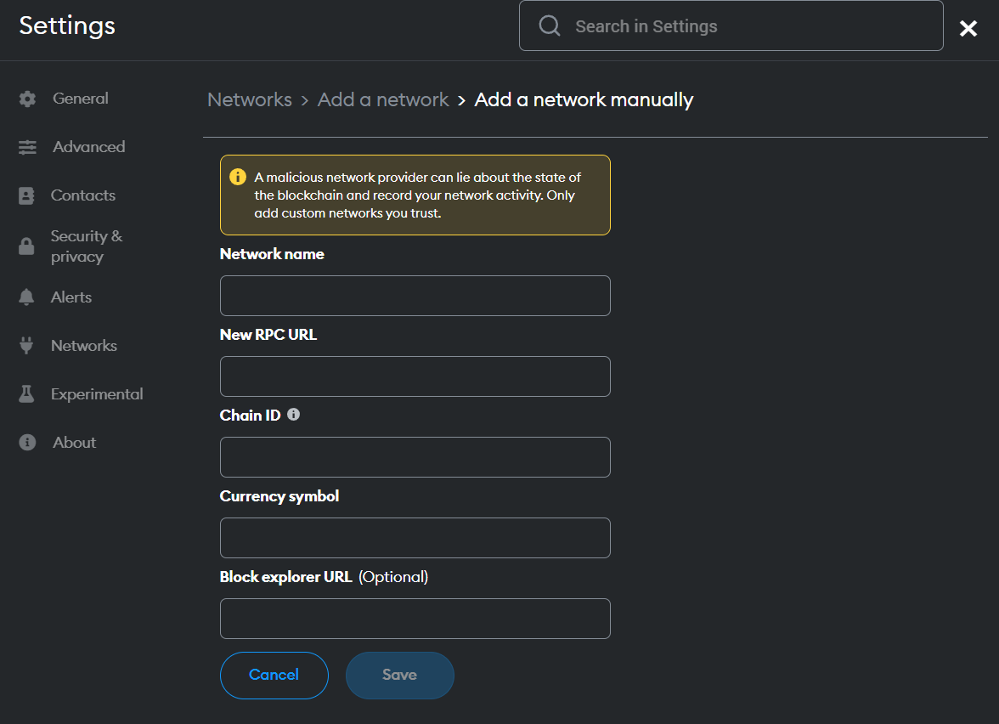 Settings
Search in Settings
General
Advanced
Contacts
Security &
privacy
Alerts
Networks
Experimental
About
Networks > Add a network > Add a network manually
A malicious network provider can lie about the state of
the blockchain and record your network activity. Only
add custom networks you trust.
Network name
New RPC URL
Chain ID
Currency symbol
Block explorer URL (Optional)
Cancel
Save